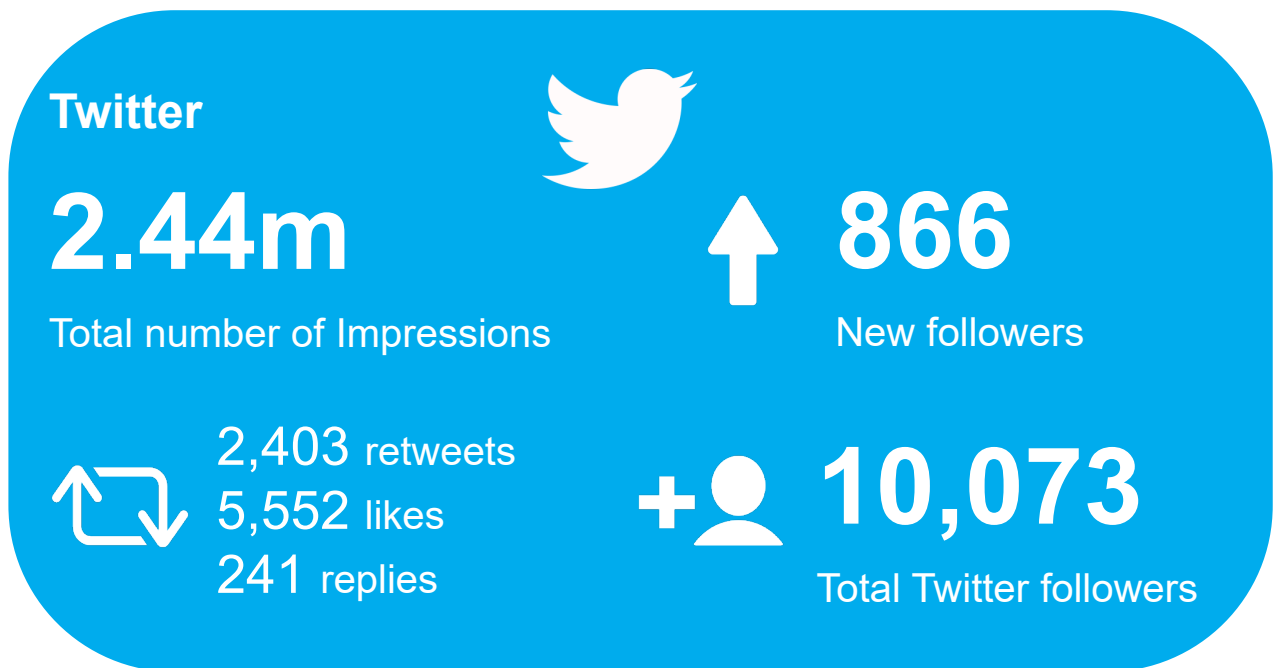 Twitter
2.44m
Total number of Impressions
866
New followers
2,403 retweets
5,552 likes
241 replies
10,073
Total Twitter followers